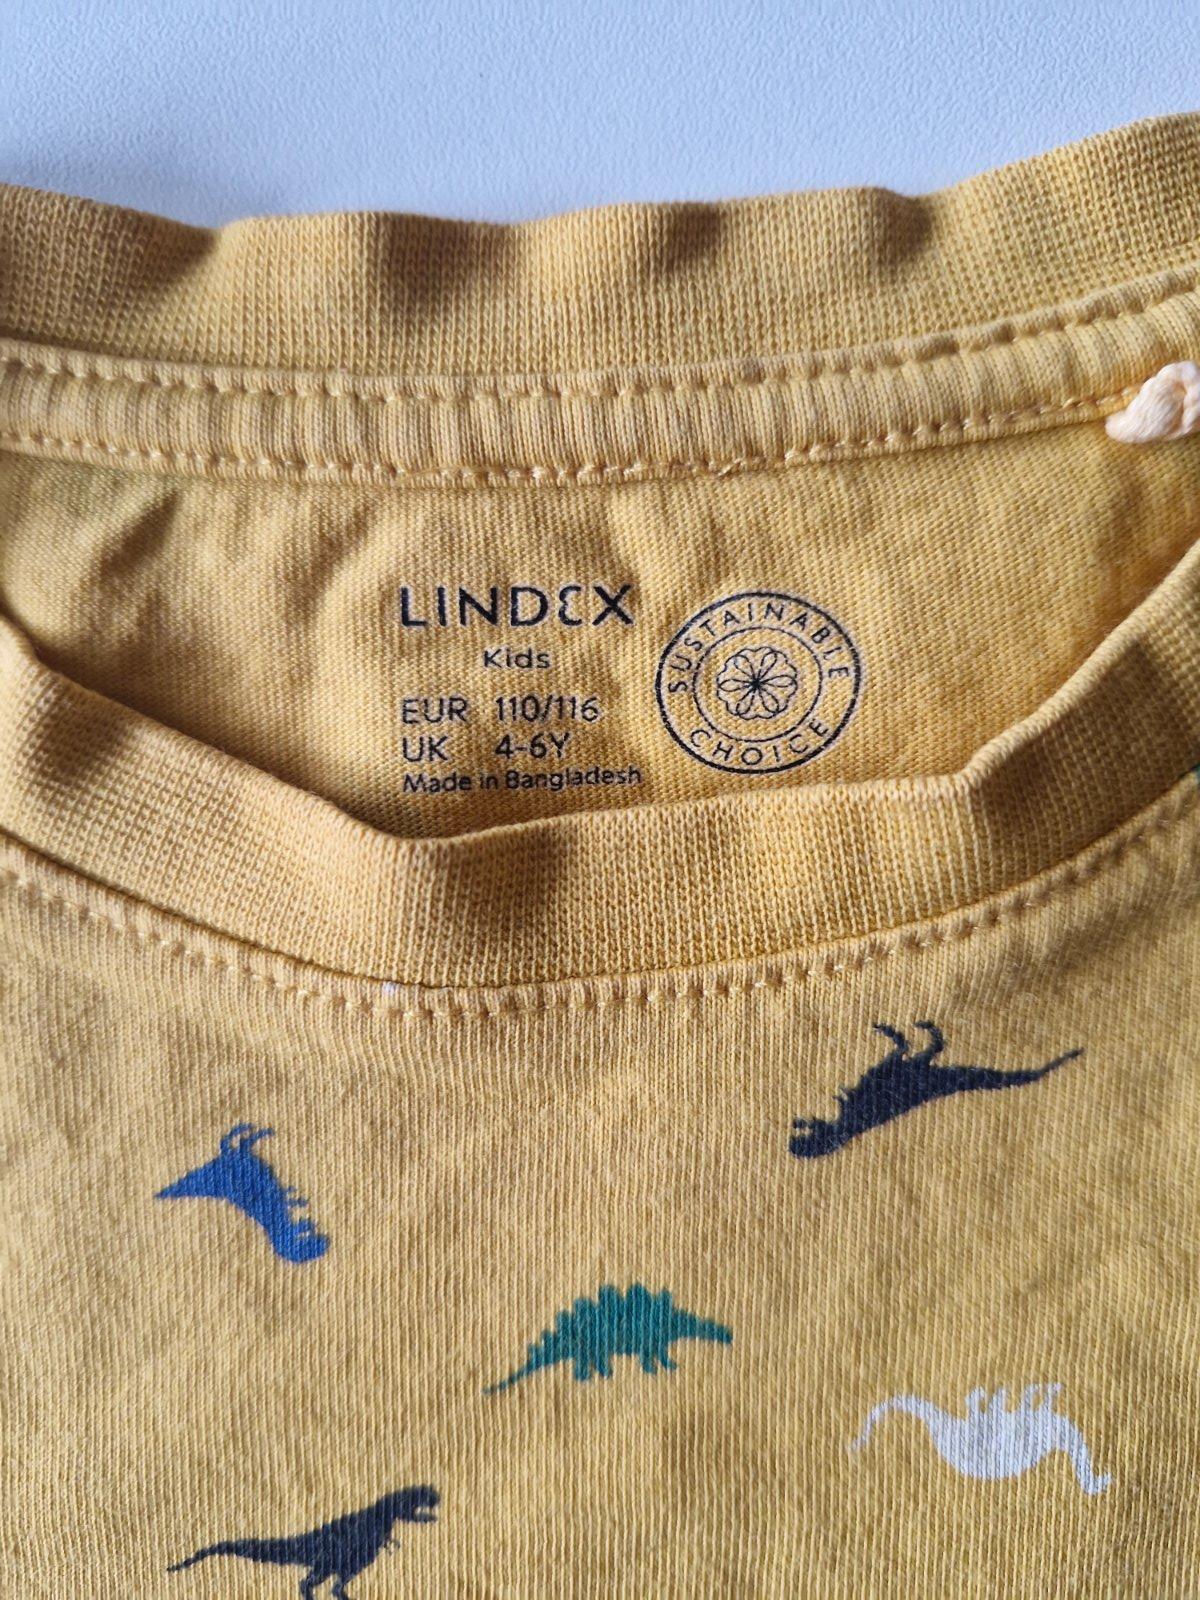 LINDEX
Kids
EUR 110/116
UK 4-6Y
Made in Bangladesh
SUSTAINABLE
CHOICE